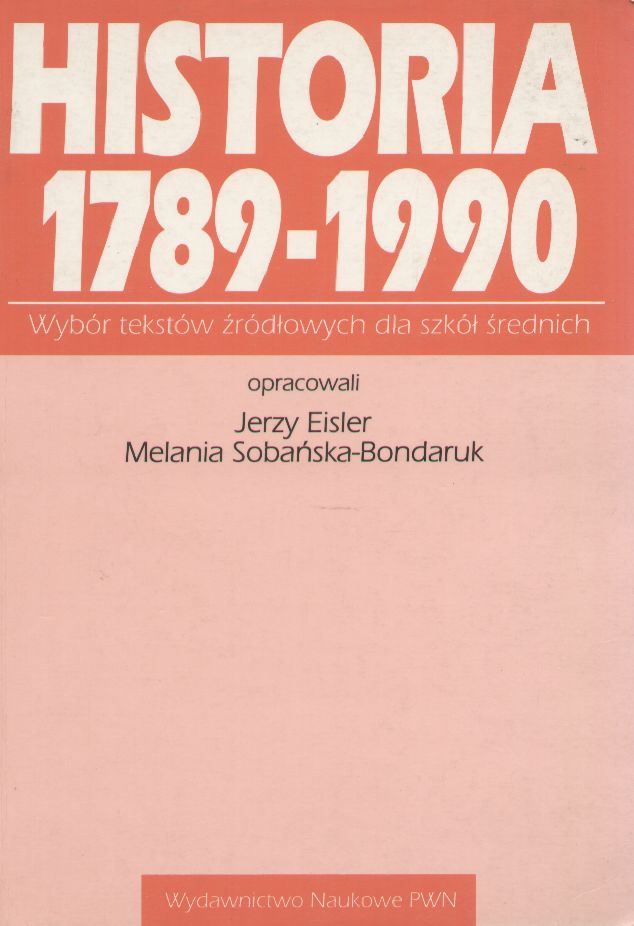 HISTORIA
1789-1990
Wybór tekstów źródłowych dla szkół średnich
opracowali
Jerzy Eisler
Melania Sobańska-Bondaruk
Wydawnictwo Naukowe PWN